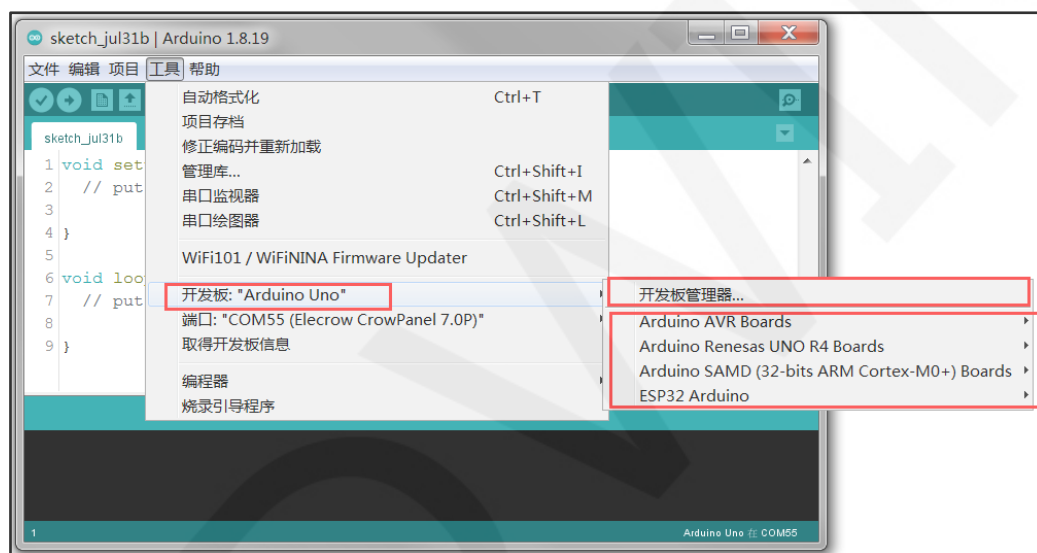 sketch_jul31b | Arduino 1.8.19
文件 编辑 项目 工具 帮助
sketch_jul31b
1 void set
2 // put
3
4 }
5
6 void loo
7 // put
8
9 }
自动格式化 Ctrl+T
项目存档
修正编码并重新加载
管理库... Ctrl+Shift+I
串口监视器 Ctrl+Shift+M
串口绘图器 Ctrl+Shift+L
WiFi101 / WiFiNINA Firmware Updater
开发板: "Arduino Uno"
端口: "COM55 (Elecrow CrowPanel 7.0P)"
取得开发板信息
编程器
烧录引导程序
开发板管理器...
Arduino AVR Boards
Arduino Renesas UNO R4 Boards
Arduino SAMD (32-bits ARM Cortex-M0+) Boards
ESP32 Arduino
1
Arduino Uno 在 COM55